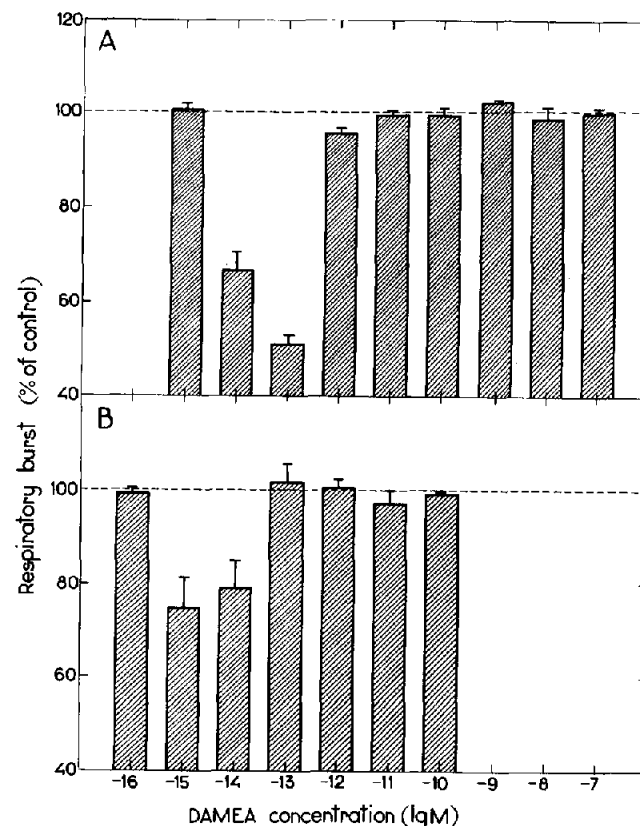 120
A
100
80
60
40
B
100
80
60
40
Respiratory burst (% of control)
-16 -15 -14 -13 -12 -11 -10 -9 -8 -7
DAMEA concentration (lgM)